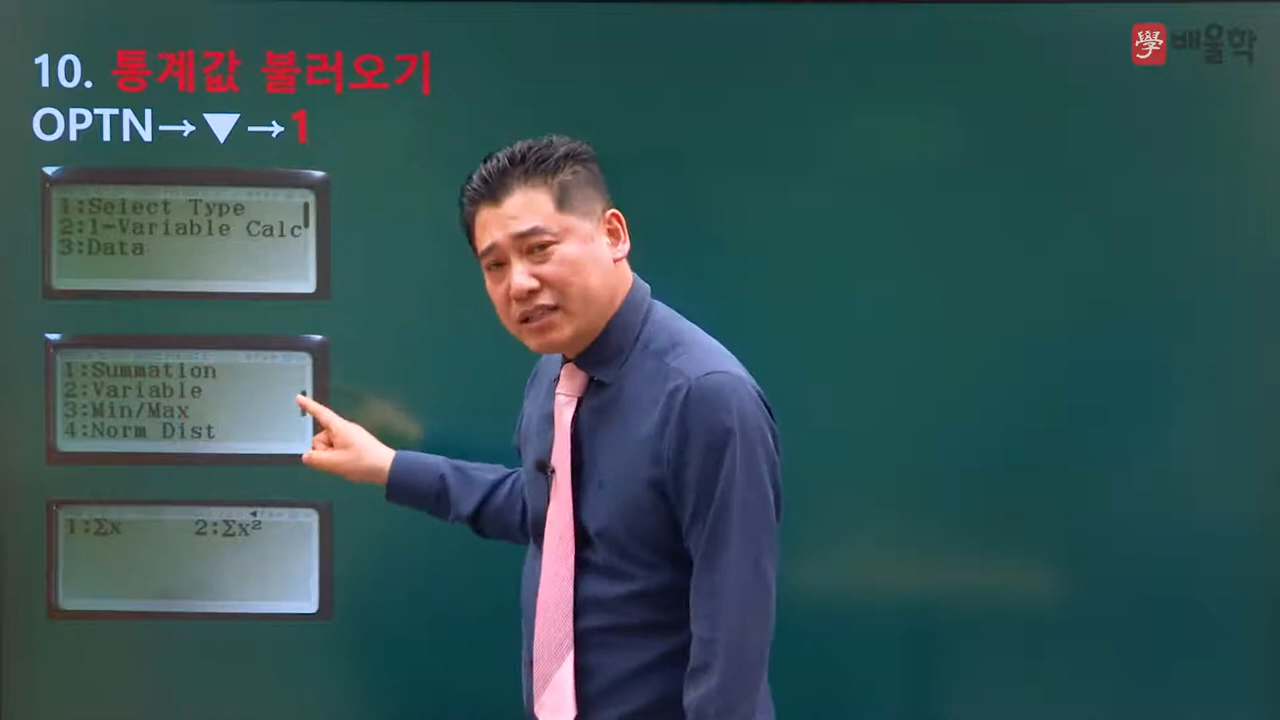 10. 통계값 불러오기
OPTN→▼→1
1:Select Type
2:1-Variable Calc
3:Data
1:Summation
2:Variable
3:Min/Max
4:Norm Dist
1:Σx 2:Σx²
學 배울학